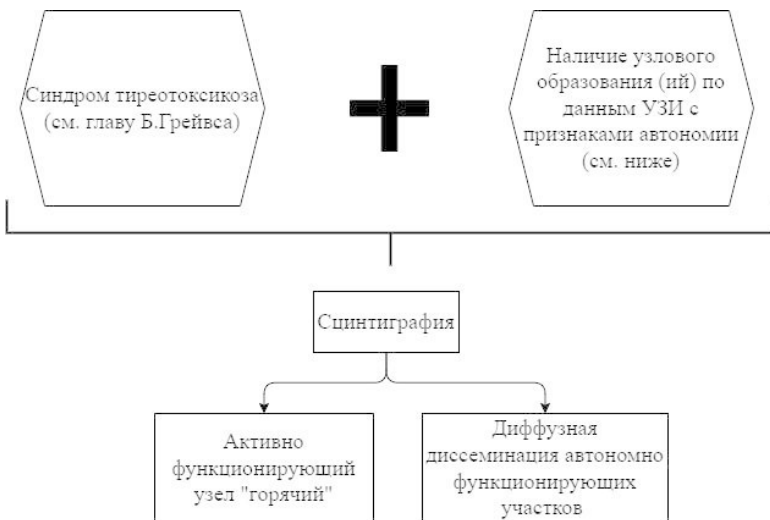 Синдром тиреотоксикоза
(см. главу Б.Грейвса)
Наличие узлового
образования (ий) по
данным УЗИ с
признаками автономии
(см. ниже)
Сцинтиграфия
Активно
функционирующий
узел "горячий"
Диффузная
диссеминация автономно
функционирующих
участков